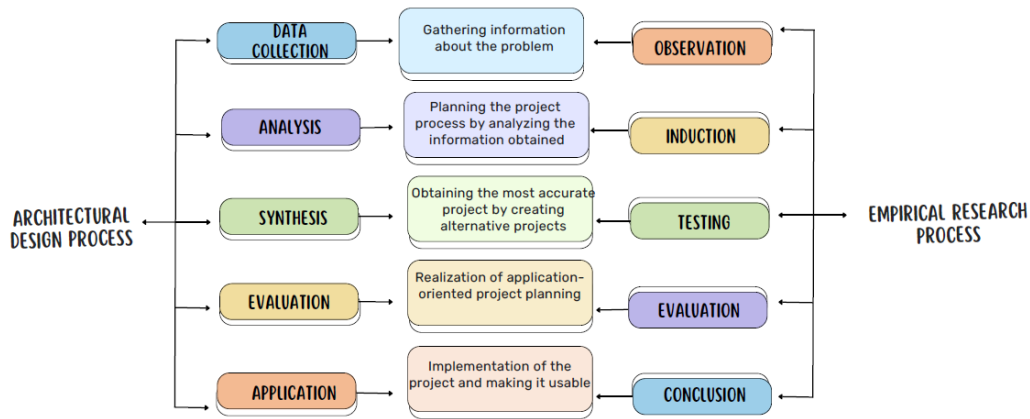 DATA
COLLECTION
Gathering information
about the problem
OBSERVATION
ANALYSIS
Planning the project
process by analyzing the
information obtained
INDUCTION
ARCHITECTURAL
DESIGN PROCESS
SYNTHESIS
Obtaining the most accurate
project by creating
alternative projects
TESTING
EMPIRICAL RESEARCH
PROCESS
EVALUATION
Realization of application-
oriented project planning
EVALUATION
APPLICATION
Implementation of the
project and making it usable
CONCLUSION